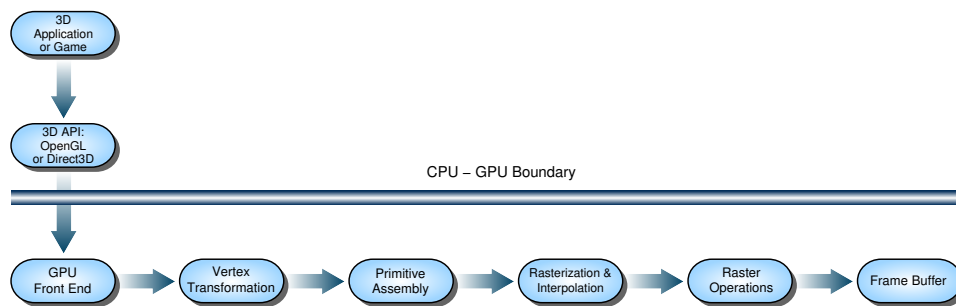 3D
Application
or Game
3D API:
OpenGL
or Direct3D
CPU – GPU Boundary
GPU
Front End
Vertex
Transformation
Primitive
Assembly
Rasterization &
Interpolation
Raster
Operations
Frame Buffer